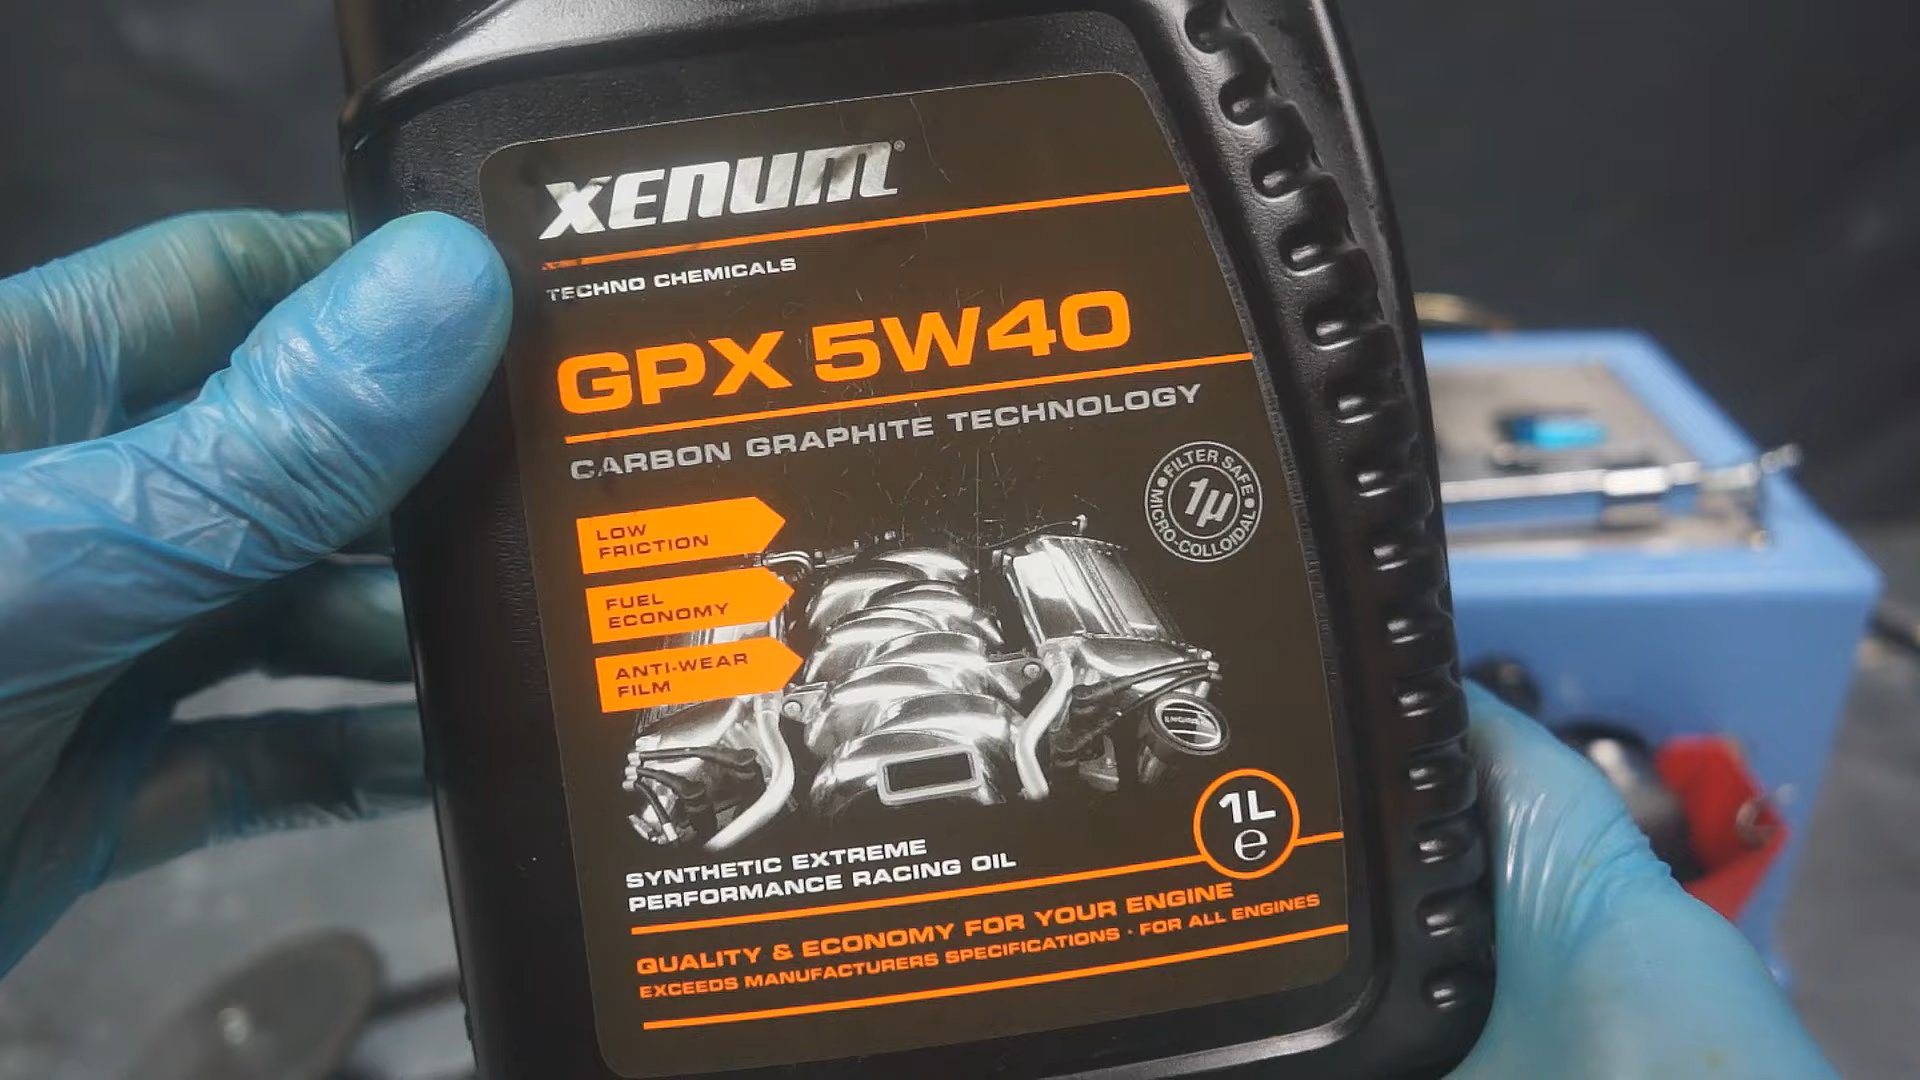 XENUM®
TECHNO CHEMICALS
GPX 5W40
CARBON GRAPHITE TECHNOLOGY
FILTER SAFE
1µ
MICRO-COLLOIDAL
LOW
FRICTION
FUEL
ECONOMY
ANTI-WEAR
FILM
1L
e
SYNTHETIC EXTREME
PERFORMANCE RACING OIL
QUALITY & ECONOMY FOR YOUR ENGINE
EXCEEDS MANUFACTURERS SPECIFICATIONS · FOR ALL ENGINES